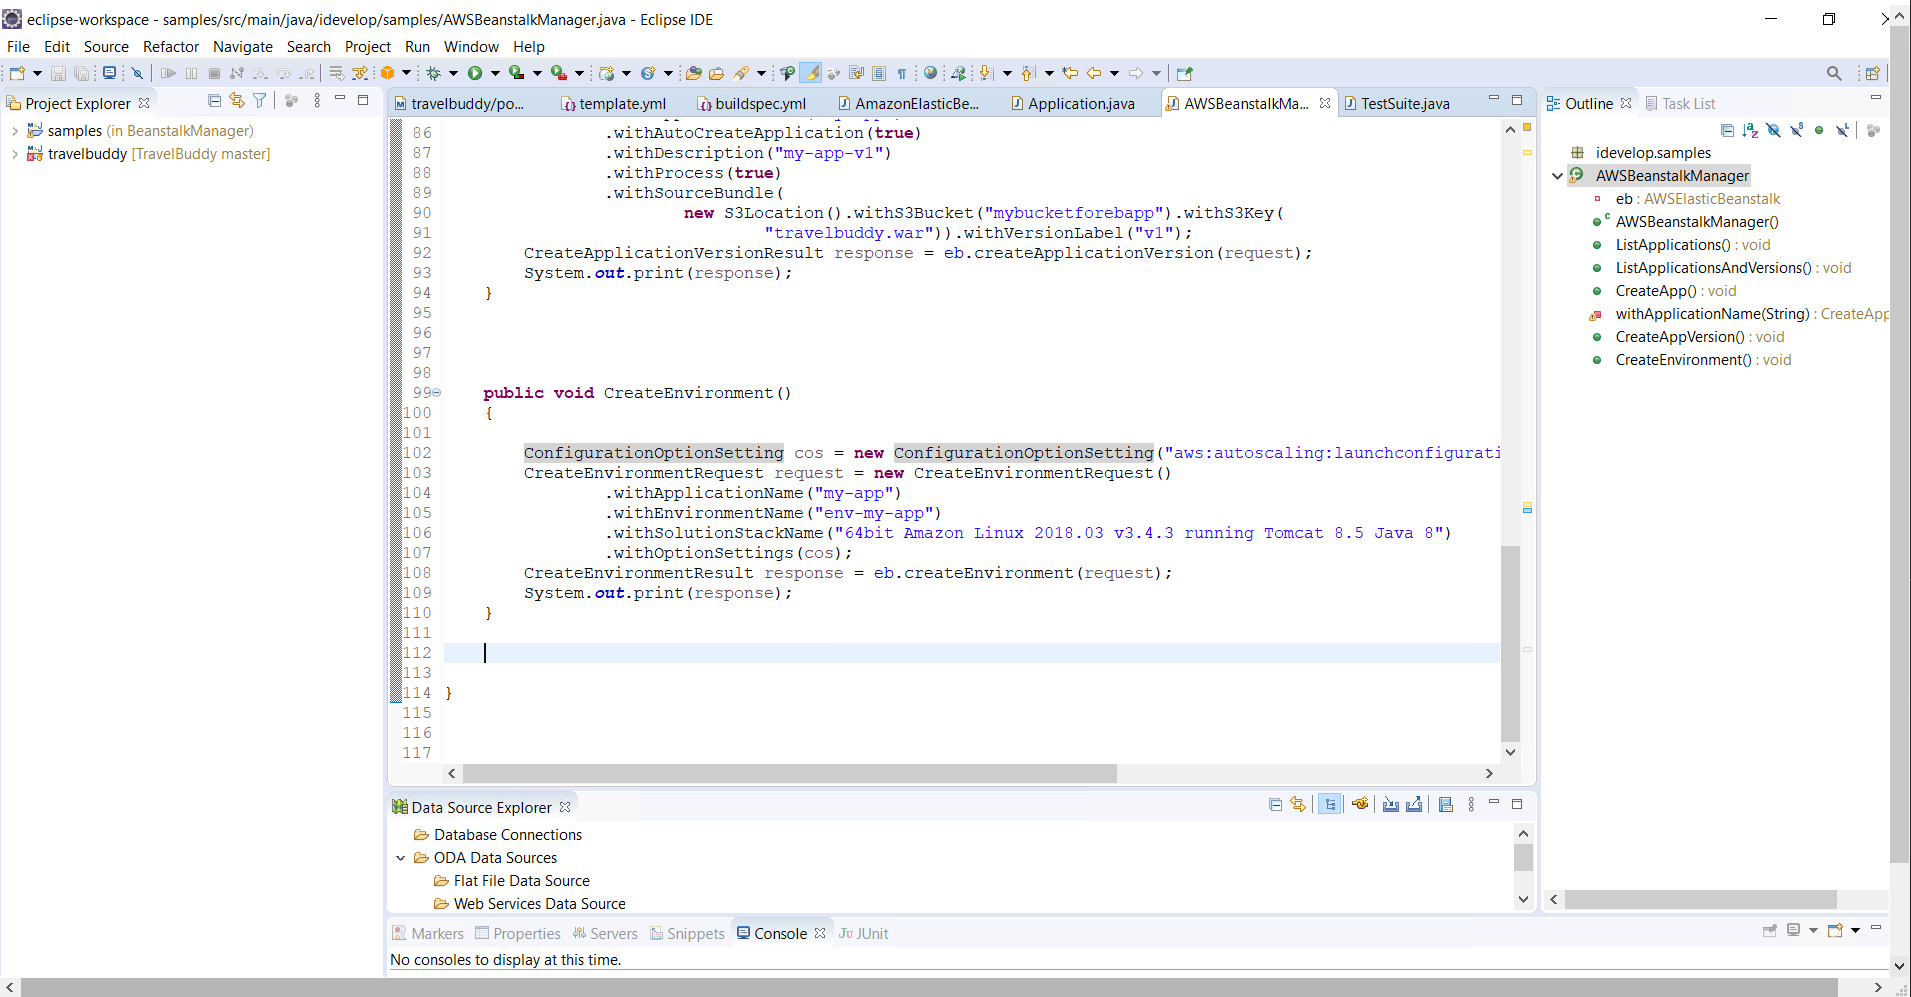 eclipse-workspace - samples/src/main/java/idevelop/samples/AWSBeanstalkManager.java - Eclipse IDE
File Edit Source Refactor Navigate Search Project Run Window Help
Project Explorer
samples (in BeanstalkManager)
travelbuddy [TravelBuddy master]
travelbuddy/po... template.yml buildspec.yml AmazonElasticBe... Application.java AWSBeanstalkMa... TestSuite.java
86 .withAutoCreateApplication(true)
87 .withDescription("my-app-v1")
88 .withProcess(true)
89 .withSourceBundle(
90 new S3Location().withS3Bucket("mybucketforebapp").withS3Key(
91 "travelbuddy.war")).withVersionLabel("v1");
92 CreateApplicationVersionResult response = eb.createApplicationVersion(request);
93 System.out.print(response);
94 }
95
96
97
98
99 public void CreateEnvironment()
100 {
101
102 ConfigurationOptionSetting cos = new ConfigurationOptionSetting("aws:autoscaling:launchconfigurati
103 CreateEnvironmentRequest request = new CreateEnvironmentRequest()
104 .withApplicationName("my-app")
105 .withEnvironmentName("env-my-app")
106 .withSolutionStackName("64bit Amazon Linux 2018.03 v3.4.3 running Tomcat 8.5 Java 8")
107 .withOptionSettings(cos);
108 CreateEnvironmentResult response = eb.createEnvironment(request);
109 System.out.print(response);
110 }
111
112
113
114 }
115
116
117
Outline Task List
idevelop.samples
AWSBeanstalkManager
eb : AWSElasticBeanstalk
AWSBeanstalkManager()
ListApplications() : void
ListApplicationsAndVersions() : void
CreateApp() : void
withApplicationName(String) : CreateApp
CreateAppVersion() : void
CreateEnvironment() : void
Data Source Explorer
Database Connections
ODA Data Sources
Flat File Data Source
Web Services Data Source
Markers Properties Servers Snippets Console JUnit
No consoles to display at this time.